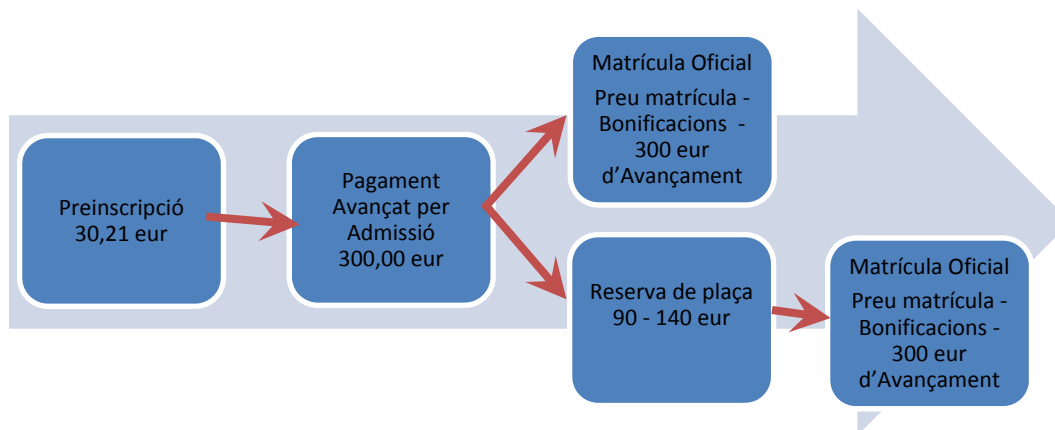 Preinscripció
30,21 eur
Pagament
Avançat per
Admissió
300,00 eur
Matrícula Oficial
Preu matrícula -
Bonificacions  -
300 eur
d’Avançament
Reserva de plaça
90 - 140 eur
Matrícula Oficial
Preu matrícula -
Bonificacions -
300 eur
d’Avançament